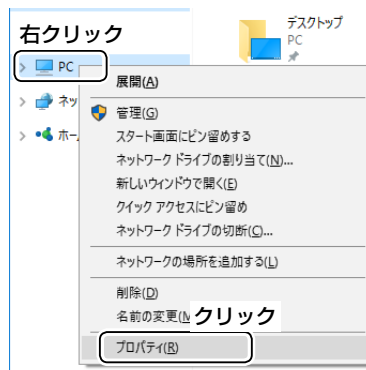 右クリック
デスクトップ
PC
PC
展開(A)
ネッ
管理(G)
スタート画面にピン留めする
ホー
ネットワーク ドライブの割り当て(N)...
新しいウィンドウで開く(E)
クイック アクセスにピン留め
ネットワーク ドライブの切断(C)...
ネットワークの場所を追加する(L)
削除(D)
名前の変更(M
クリック
プロパティ(R)